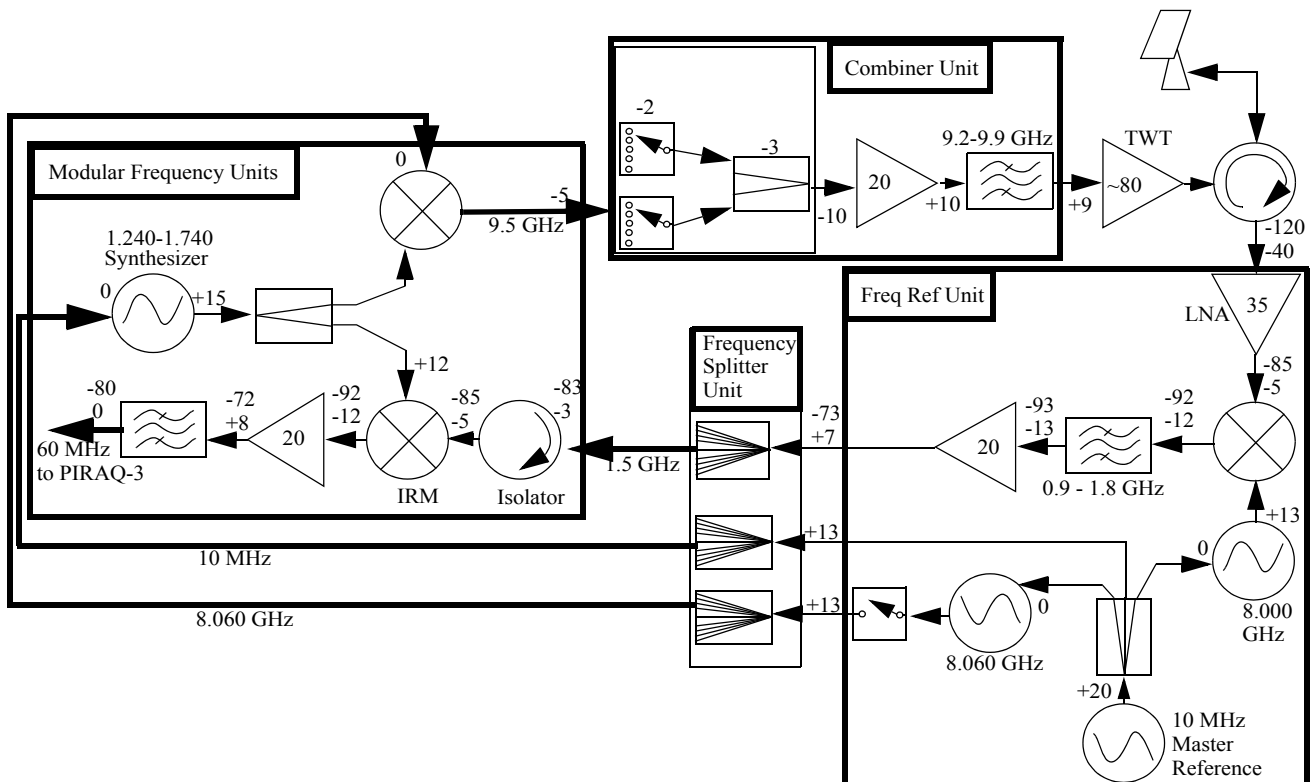 Combiner Unit
-2
-3
20
-10
+10
9.2-9.9 GHz
+9
TWT
~80
-120
-40
Modular Frequency Units
0
-5
9.5 GHz
1.240-1.740
Synthesizer
0
+15
+12
-80
0
60 MHz
to PIRAQ-3
-72
+8
20
-92
-12
IRM
-85
-5
-83
-3
Isolator
1.5 GHz
10 MHz
8.060 GHz
Frequency
Splitter
Unit
-73
+7
+13
+13
Freq Ref Unit
LNA
35
-85
-5
20
-93
-13
0.9 - 1.8 GHz
-92
-12
+13
0
8.000
GHz
0
8.060 GHz
+20
10 MHz
Master
Reference